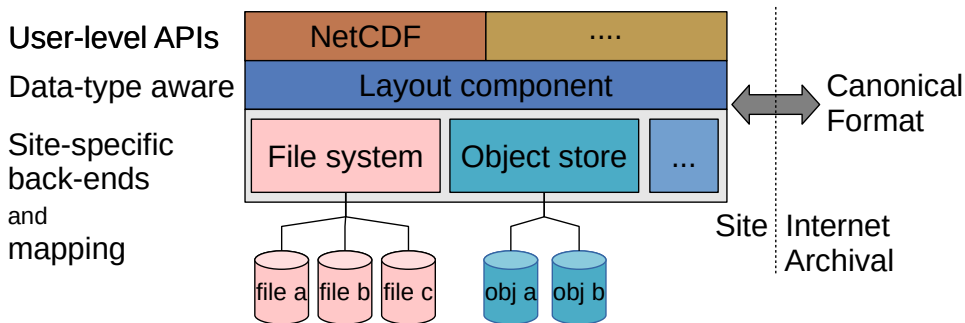 User-level APIs
NetCDF
....
Data-type aware
Layout component
Canonical
Format
Site-specific
back-ends
and
mapping
File system
Object store
...
file a
file b
file c
obj a
obj b
Site
Internet
Archival